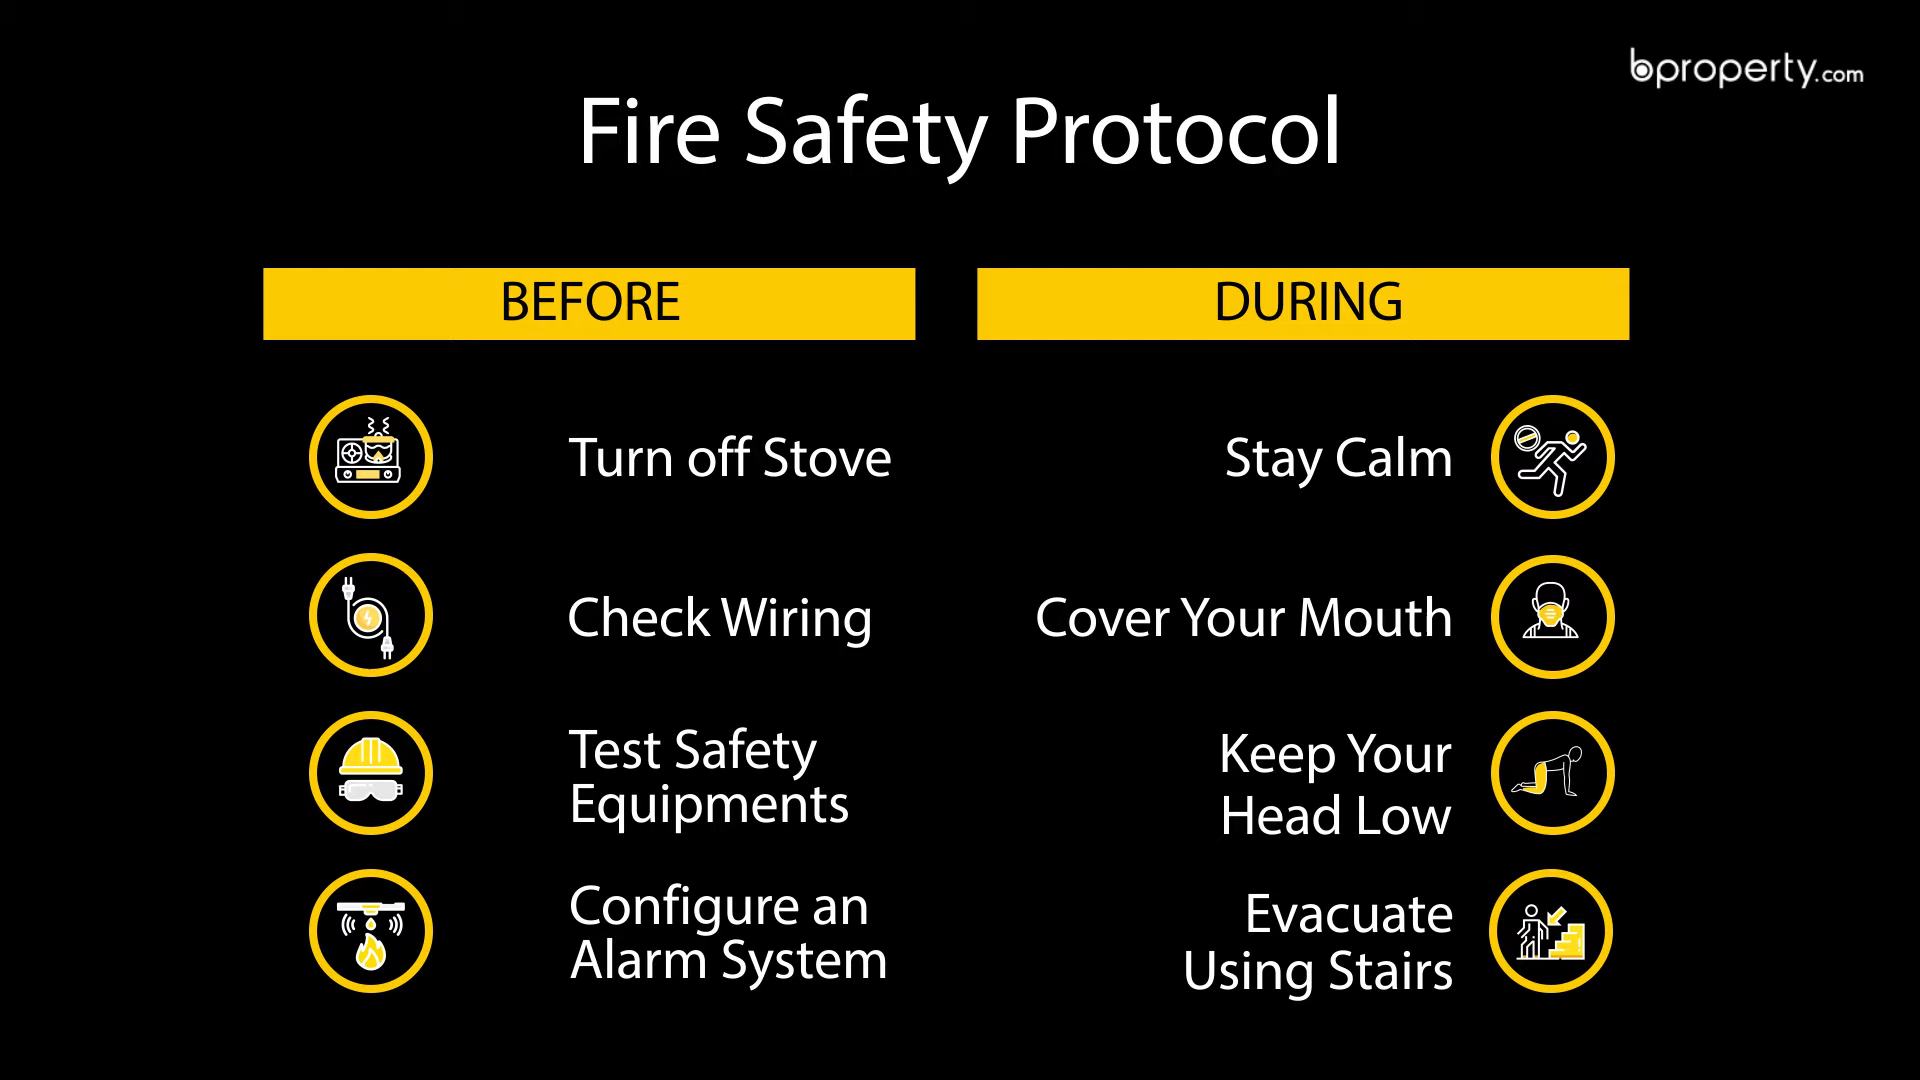 bproperty.com
Fire Safety Protocol
BEFORE
Turn off Stove
Check Wiring
Test Safety
Equipments
Configure an
Alarm System
DURING
Stay Calm
Cover Your Mouth
Keep Your
Head Low
Evacuate
Using Stairs